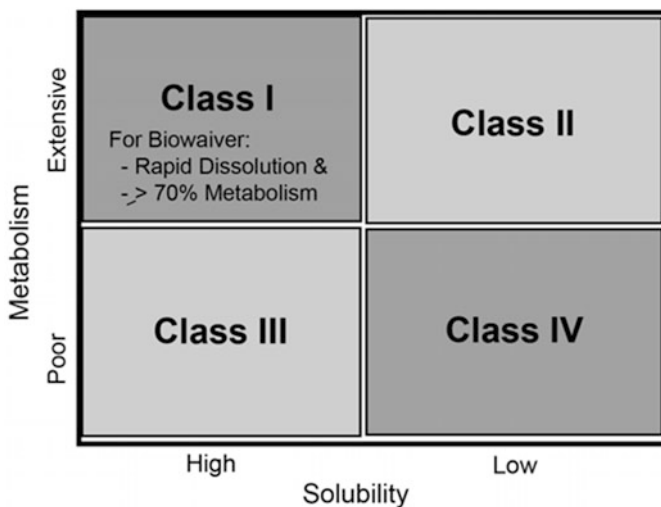 Metabolism
Extensive
Poor
Class I
For Biowaiver:
- Rapid Dissolution &
- > 70% Metabolism
Class II
Class III
Class IV
High
Low
Solubility